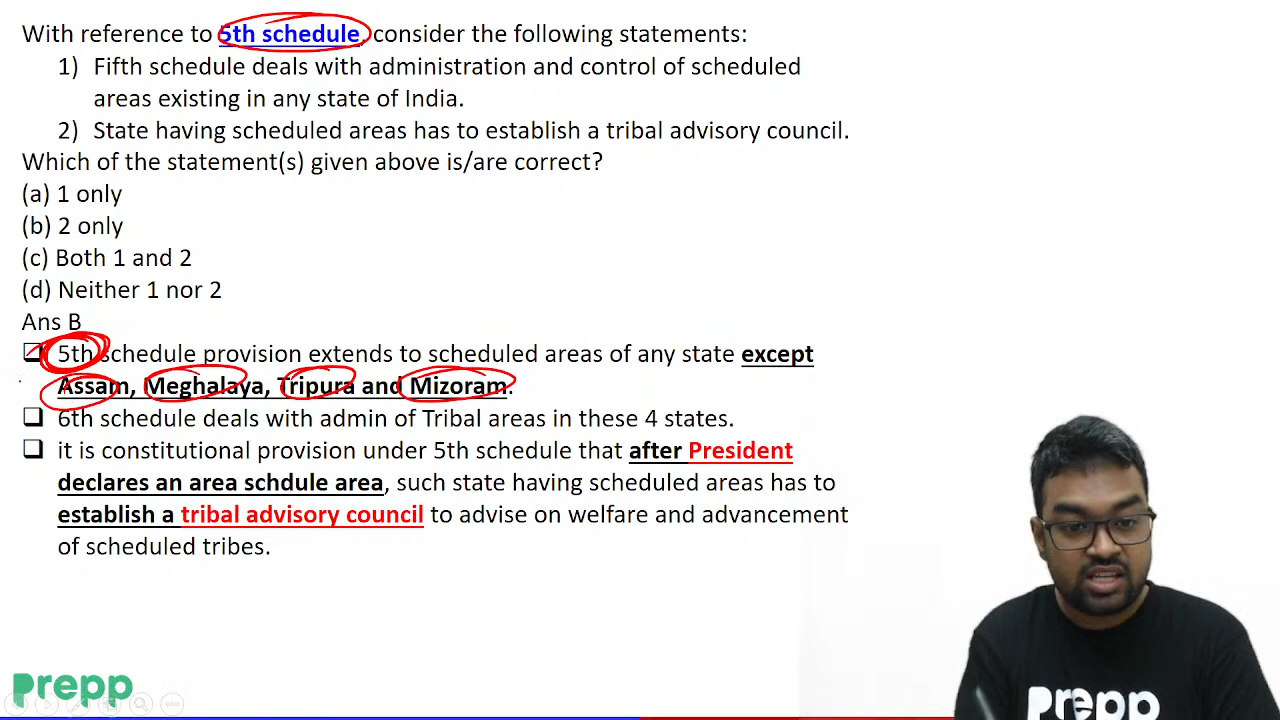 With reference to 5th schedule, consider the following statements:
1) Fifth schedule deals with administration and control of scheduled
areas existing in any state of India.
2) State having scheduled areas has to establish a tribal advisory council.
Which of the statement(s) given above is/are correct?
(a) 1 only
(b) 2 only
(c) Both 1 and 2
(d) Neither 1 nor 2
Ans B
5th schedule provision extends to scheduled areas of any state except
Assam, Meghalaya, Tripura and Mizoram.
6th schedule deals with admin of Tribal areas in these 4 states.
it is constitutional provision under 5th schedule that after President
declares an area schdule area, such state having scheduled areas has to
establish a tribal advisory council to advise on welfare and advancement
of scheduled tribes.
Prepp
Prepp